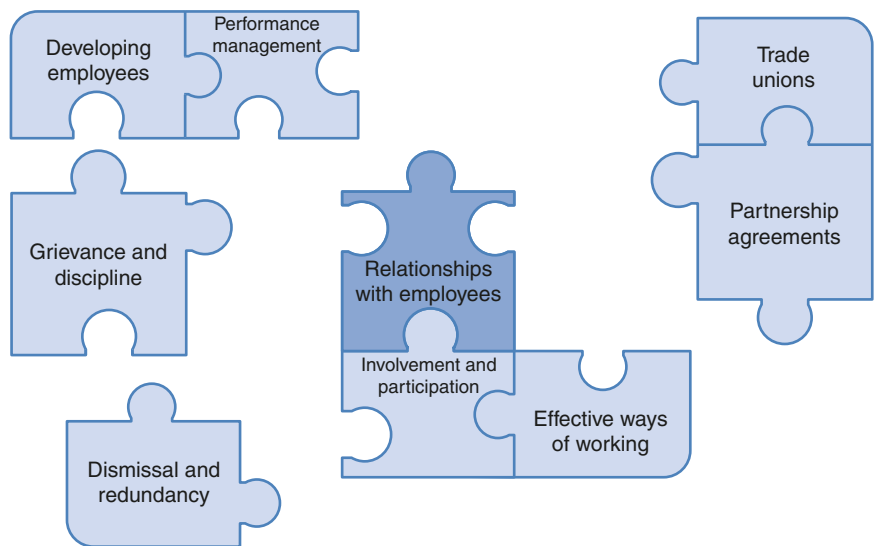 Developing
employees
Performance
management
Trade
unions
Grievance and
discipline
Relationships
with employees
Partnership
agreements
Involvement and
participation
Effective ways
of working
Dismissal and
redundancy